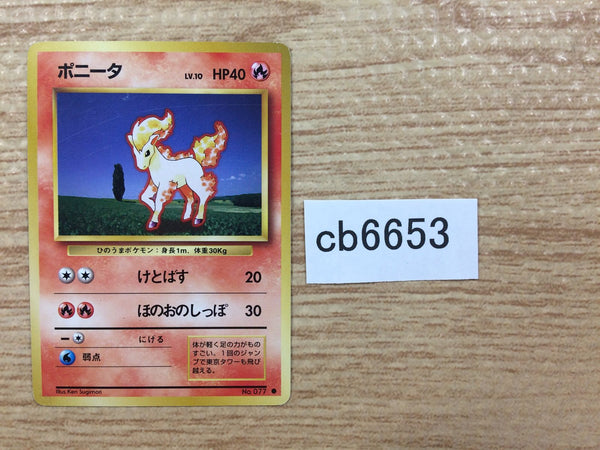 ポニータ LV.10 HP40
ひのうまポケモン：身長1m、体重30Kg
けとばす 20
ほのおのしっぽ 30
ー にげる
弱点
体が軽く足の力がもの
すごい。1回のジャン
プで東京タワーも飛び
越える。
Illus. Ken Sugimori
No. 077 ●
cb6653